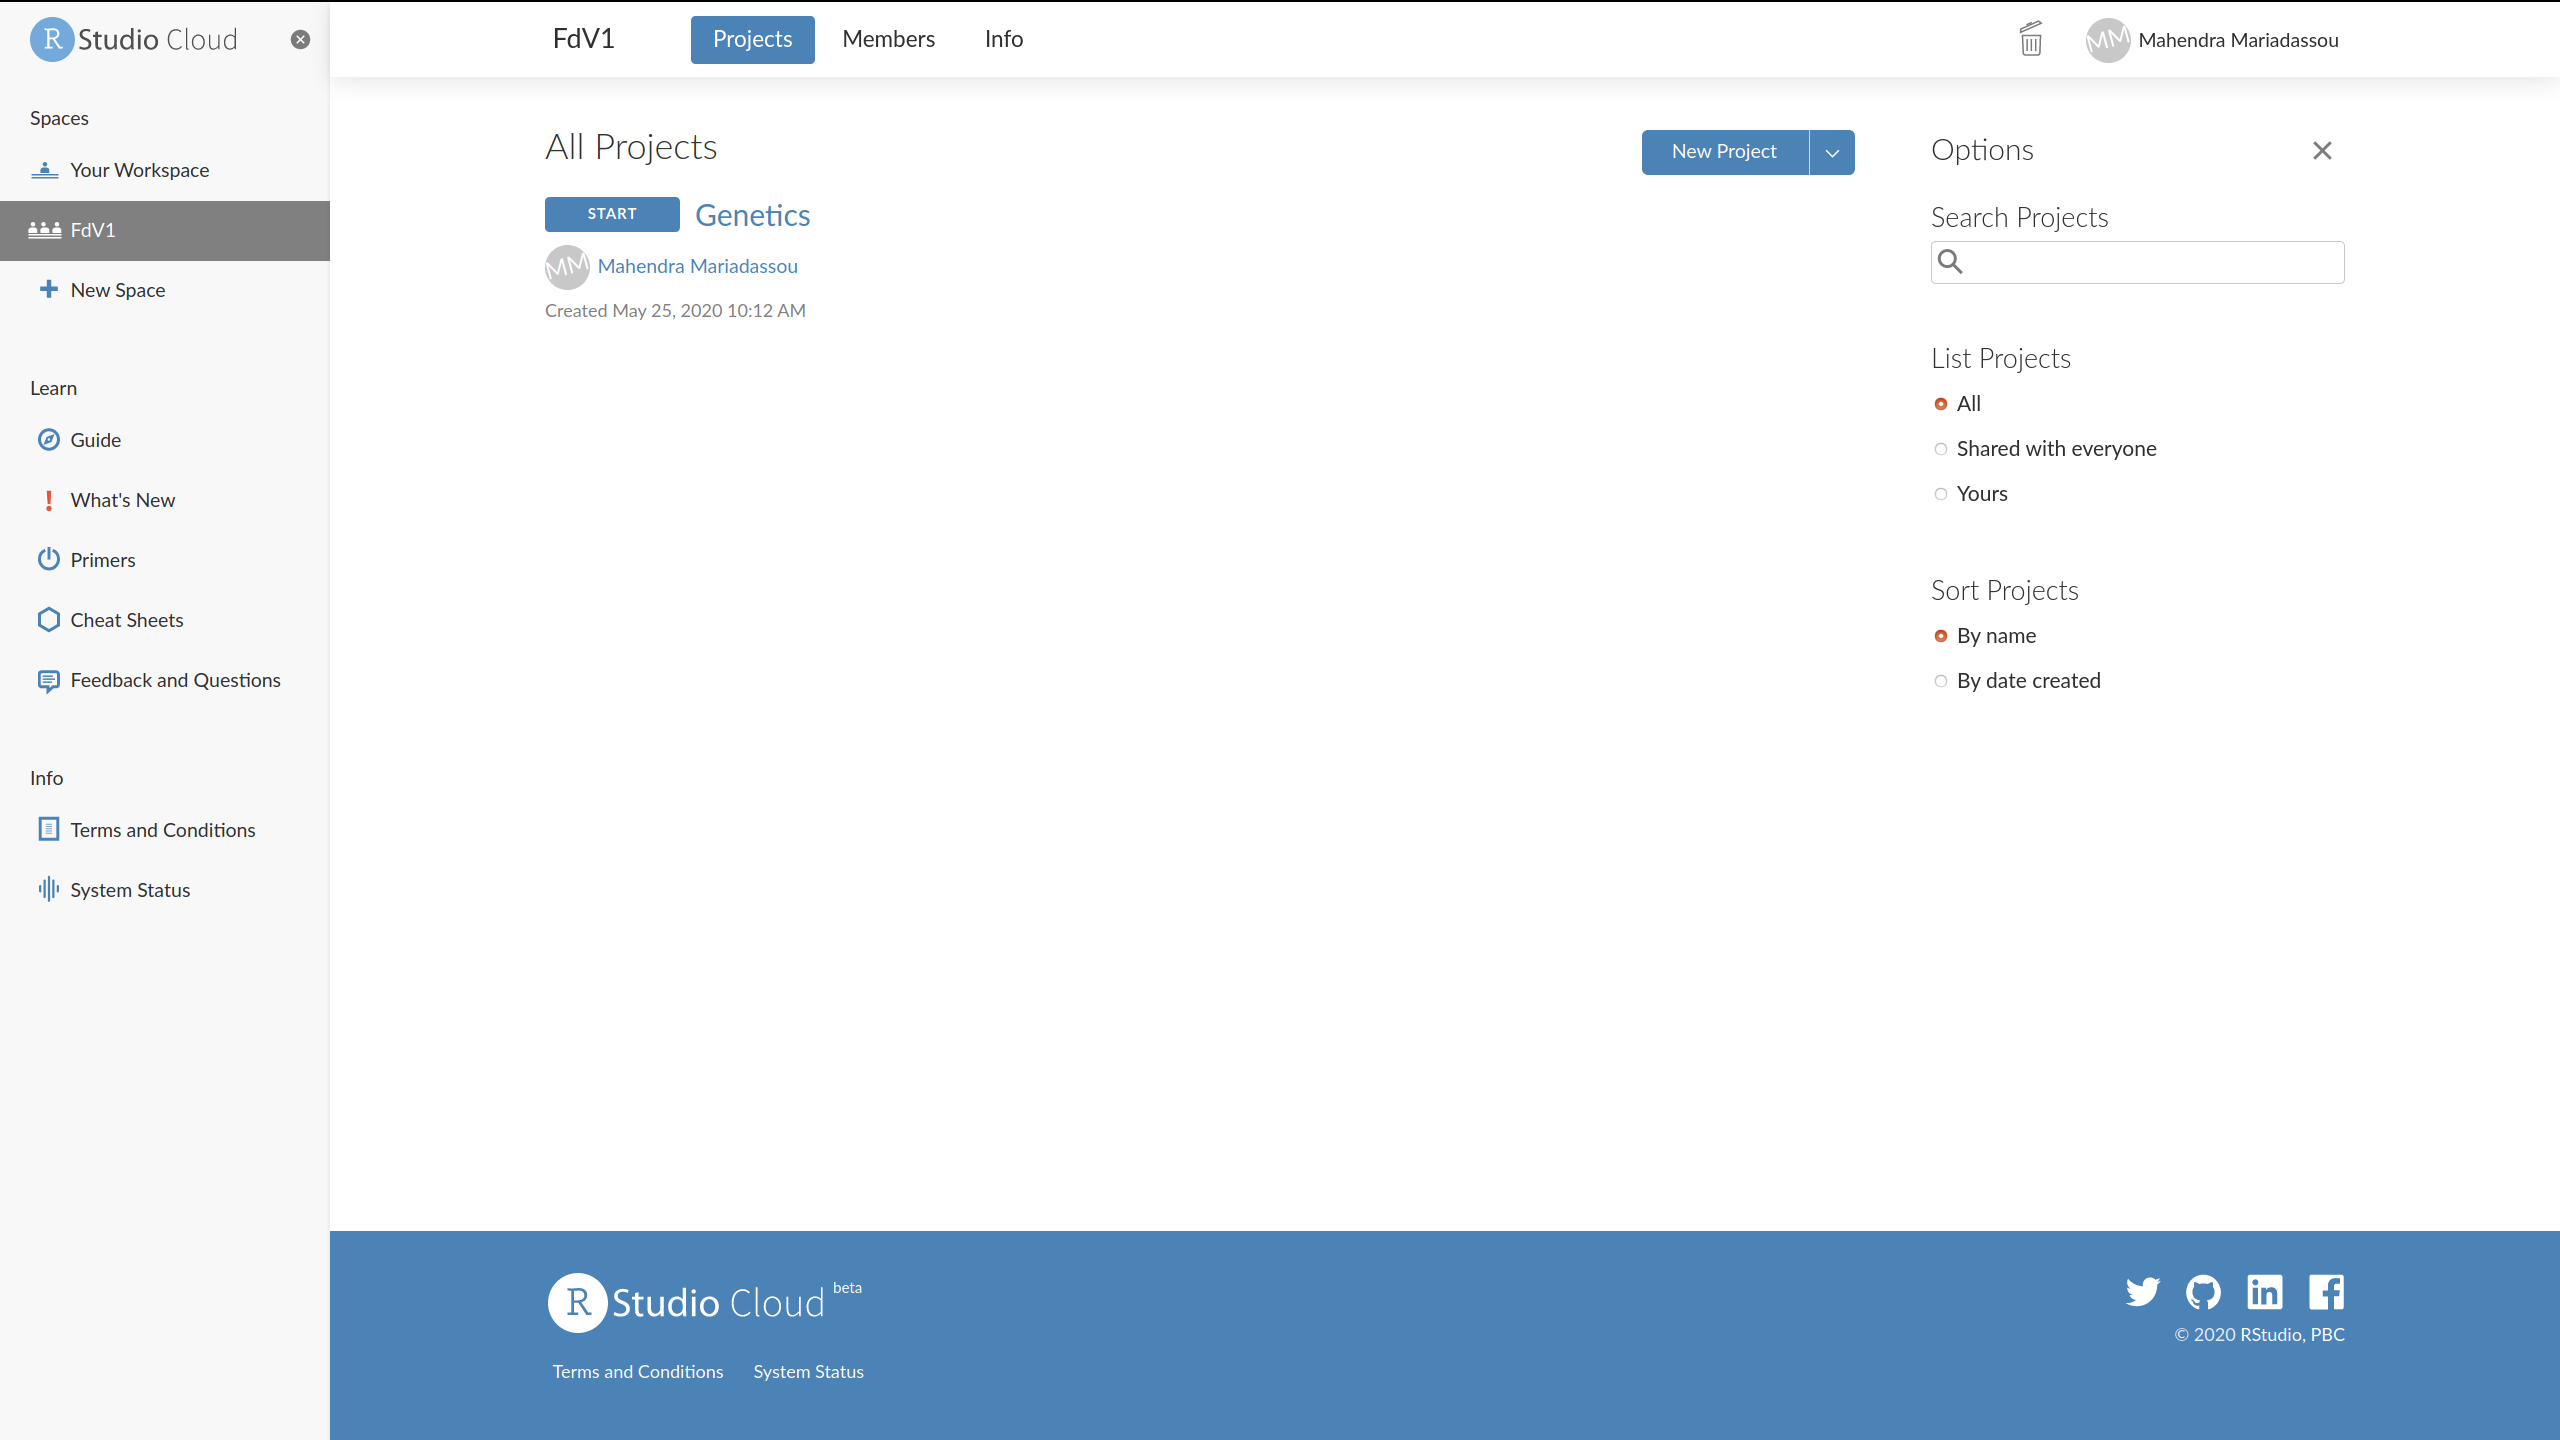 R Studio Cloud
Spaces
Your Workspace
FdV1
New Space
Learn
Guide
What's New
Primers
Cheat Sheets
Feedback and Questions
Info
Terms and Conditions
System Status
FdV1 Projects Members Info
MM Mahendra Mariadassou
All Projects
New Project
START Genetics
MM Mahendra Mariadassou
Created May 25, 2020 10:12 AM
Options
Search Projects
List Projects
All
Shared with everyone
Yours
Sort Projects
By name
By date created
R Studio Cloud beta
Terms and Conditions System Status
© 2020 RStudio, PBC